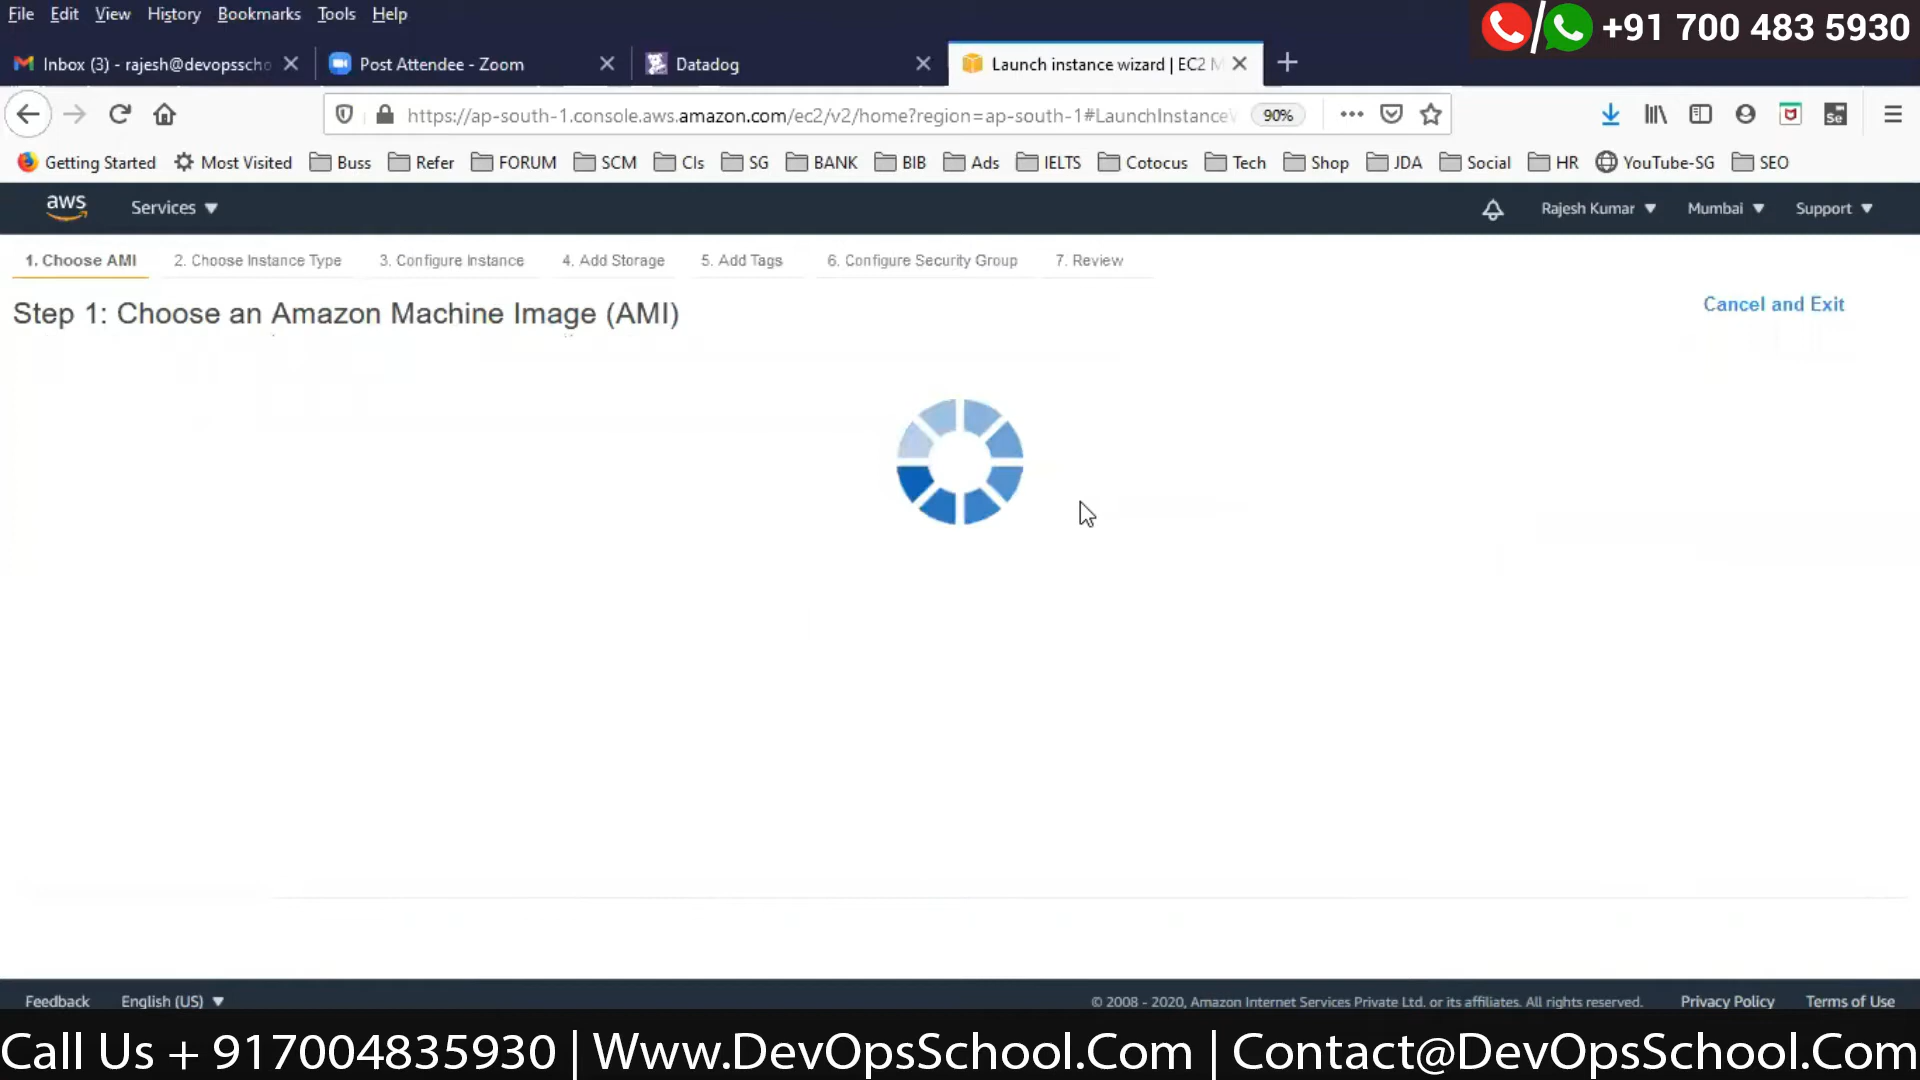 File Edit View History Bookmarks Tools Help
+91 700 483 5930
Inbox (3) - rajesh@devopsscho
Post Attendee - Zoom
Datadog
Launch instance wizard | EC2 M
https://ap-south-1.console.aws.amazon.com/ec2/v2/home?region=ap-south-1#LaunchInstance
90%
Se
Getting Started Most Visited Buss Refer FORUM SCM CIs SG BANK BIB Ads IELTS Cotocus Tech Shop JDA Social HR YouTube-SG SEO
aws Services Rajesh Kumar Mumbai Support
1. Choose AMI 2. Choose Instance Type 3. Configure Instance 4. Add Storage 5. Add Tags 6. Configure Security Group 7. Review
Step 1: Choose an Amazon Machine Image (AMI)
Cancel and Exit
Feedback English (US) © 2008 - 2020, Amazon Internet Services Private Ltd. or its affiliates. All rights reserved. Privacy Policy Terms of Use
Call Us + 917004835930 | Www.DevOpsSchool.Com | Contact@DevOpsSchool.Com